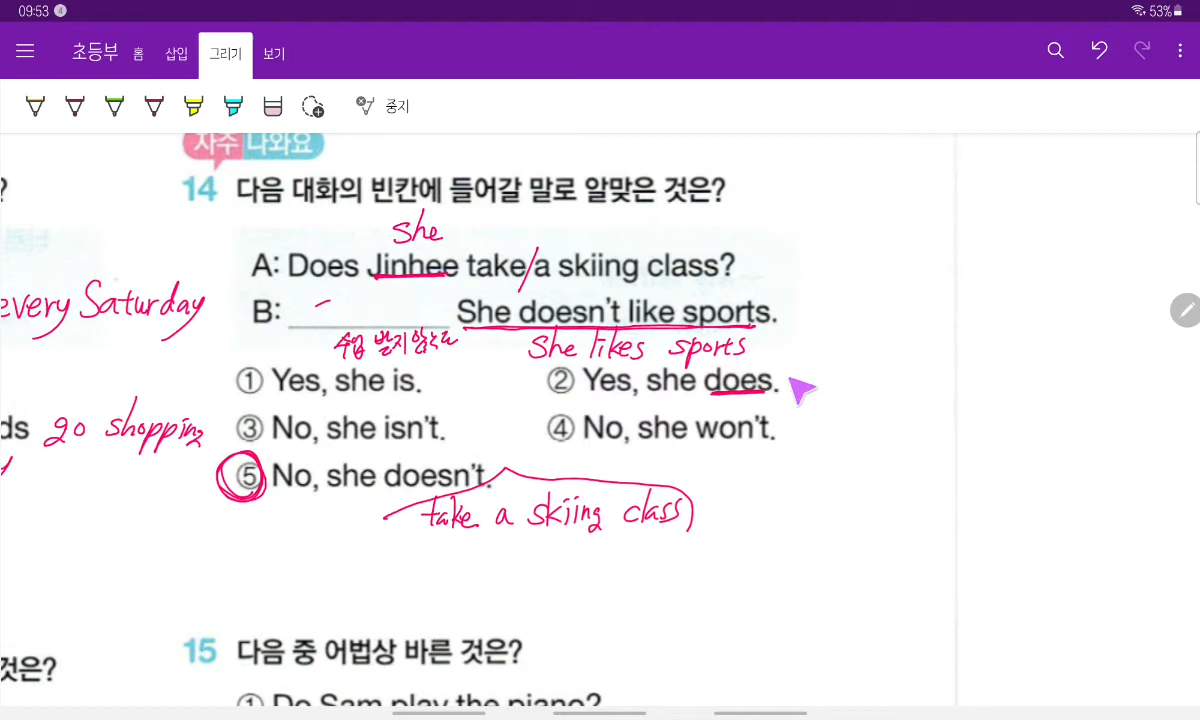 09:53 4 53%
초등부 홈 삽입 그리기 보기
중지
자주 나와요
?
14 다음 대화의 빈칸에 들어갈 말로 알맞은 것은?
she
A: Does Jinhee take/a skiing class?
every Saturday
B: She doesn't like sports.
수업 받지 않는다
She likes sports
① Yes, she is. ② Yes, she does.
ds go shopping
③ No, she isn't. ④ No, she won't.
⑤ No, she doesn't.
take a skiing class)
15 다음 중 어법상 바른 것은?
것은?
① Do Sam play the piano?